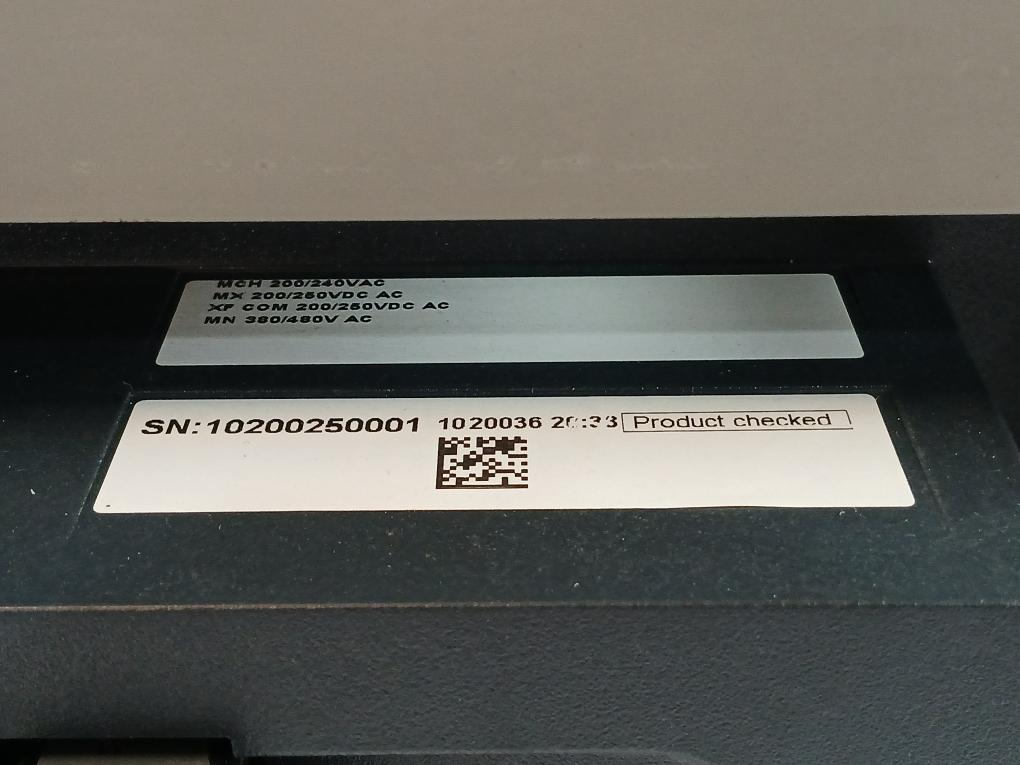 MCH 200/240VAC
MX 200/250VDC AC
XF COM 200/250VDC AC
MN 380/480V AC
SN:10200250001 1020036 Product checked